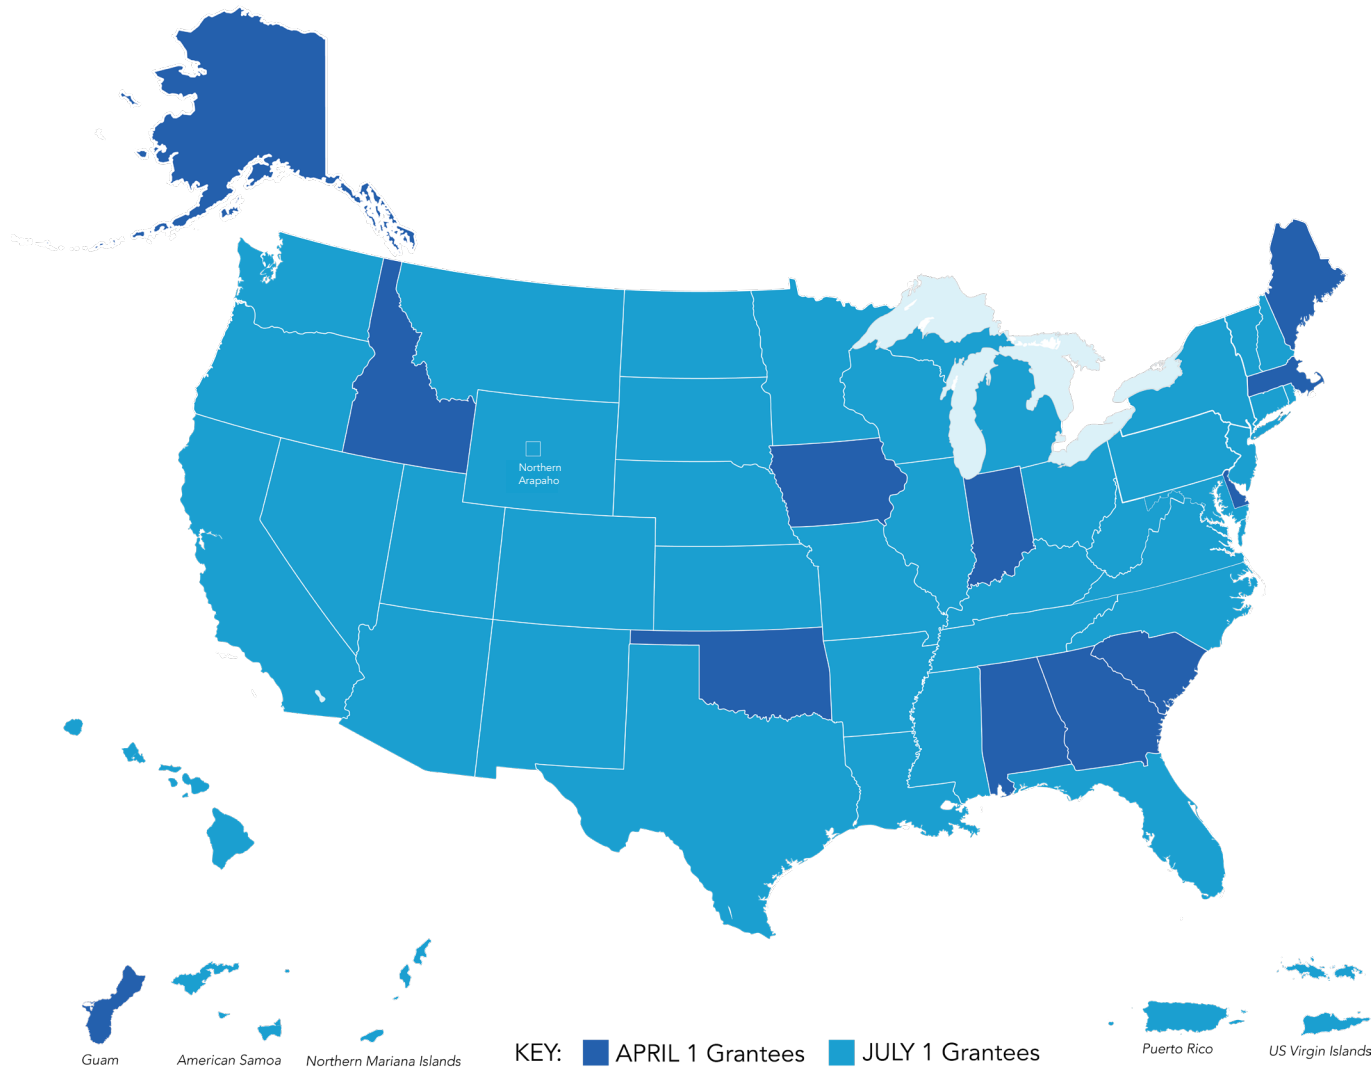 Northern
Arapaho
Guam
American Samoa
Northern Mariana Islands
KEY:
APRIL 1 Grantees
JULY 1 Grantees
Puerto Rico
US Virgin Islands